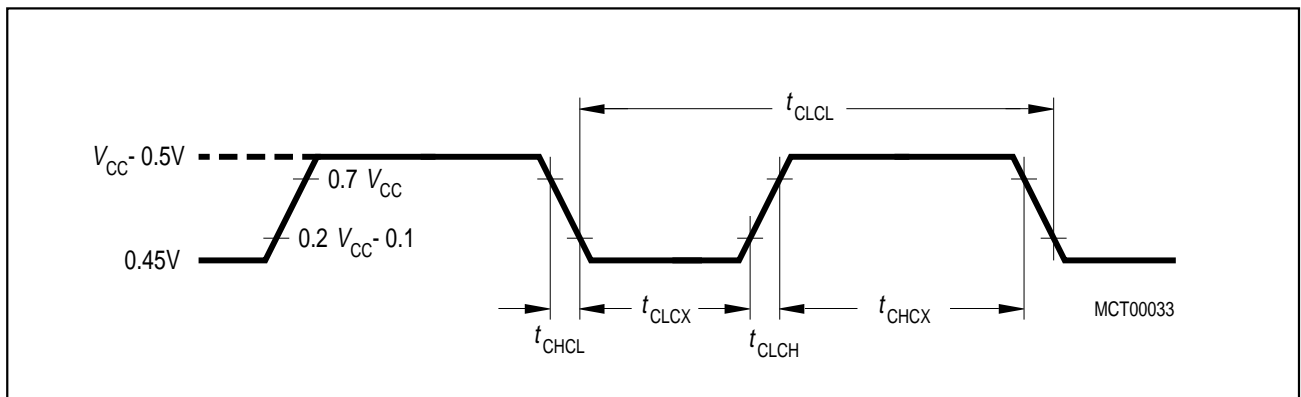 tCLCL
VCC- 0.5V
0.7 VCC
0.2 VCC- 0.1
0.45V
tCLCX
tCHCX
MCT00033
tCHCL
tCLCH